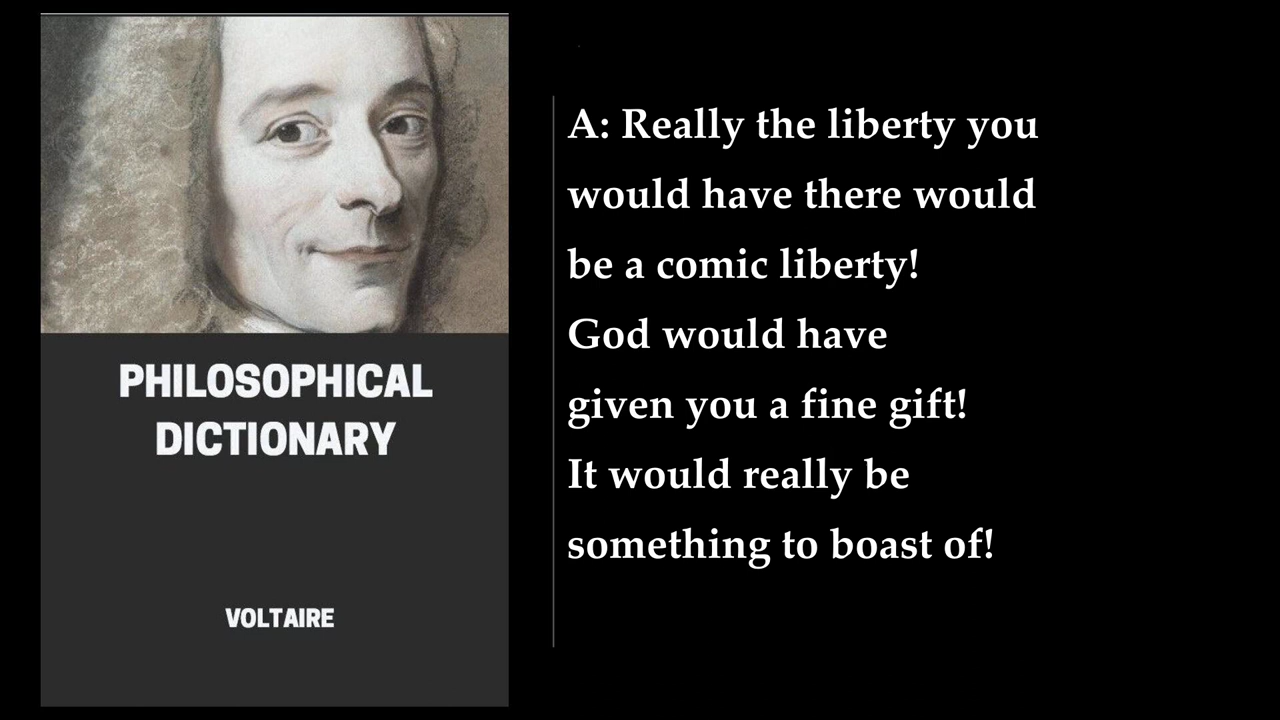 PHILOSOPHICAL
DICTIONARY
VOLTAIRE
A: Really the liberty you
would have there would
be a comic liberty!
God would have
given you a fine gift!
It would really be
something to boast of!